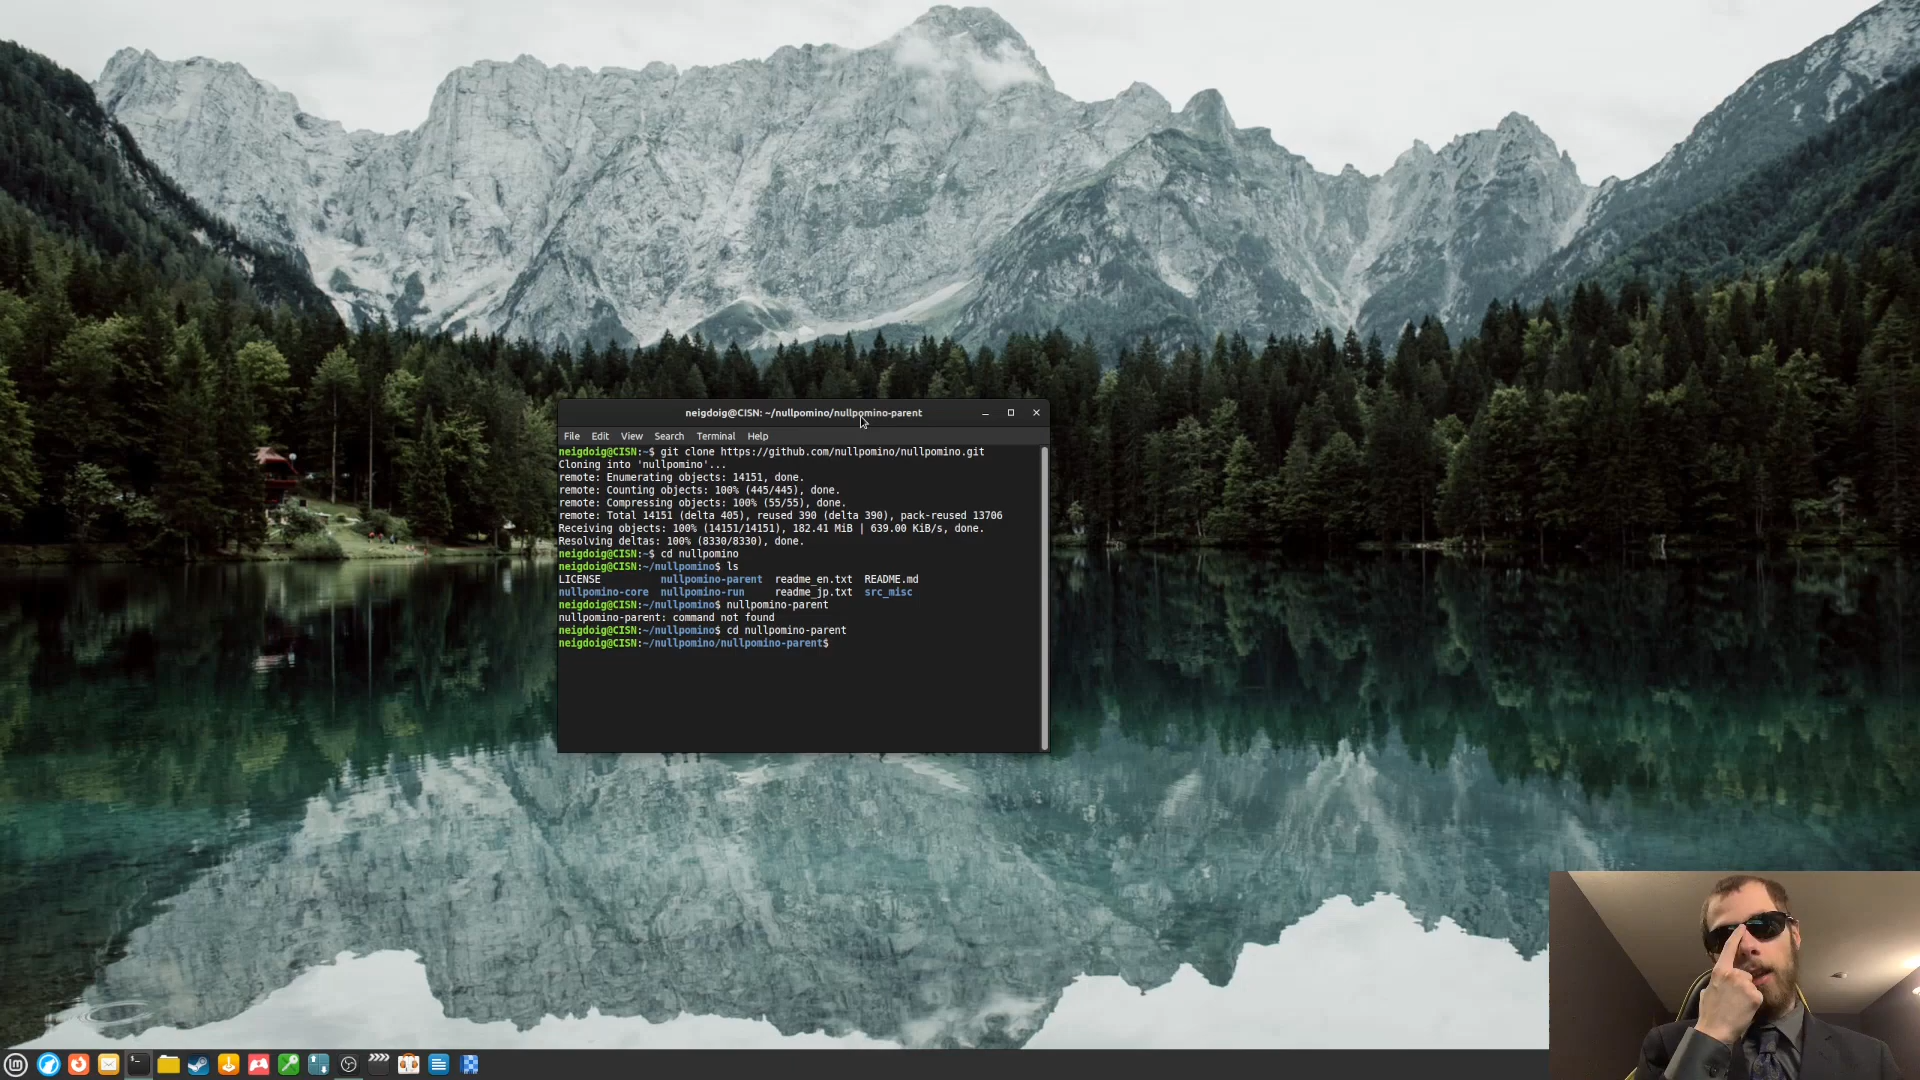 neigdoig@CISN: ~/nullpomino/nullpomino-parent
File Edit View Search Terminal Help
neigdoig@CISN:~$ git clone https://github.com/nullpomino/nullpomino.git
Cloning into 'nullpomino'...
remote: Enumerating objects: 14151, done.
remote: Counting objects: 100% (445/445), done.
remote: Compressing objects: 100% (55/55), done.
remote: Total 14151 (delta 405), reused 390 (delta 390), pack-reused 13706
Receiving objects: 100% (14151/14151), 182.41 MiB | 639.00 KiB/s, done.
Resolving deltas: 100% (8330/8330), done.
neigdoig@CISN:~$ cd nullpomino
neigdoig@CISN:~/nullpomino$ ls
LICENSE nullpomino-parent readme_en.txt README.md
nullpomino-core nullpomino-run readme_jp.txt src_misc
neigdoig@CISN:~/nullpomino$ nullpomino-parent
nullpomino-parent: command not found
neigdoig@CISN:~/nullpomino$ cd nullpomino-parent
neigdoig@CISN:~/nullpomino/nullpomino-parent$